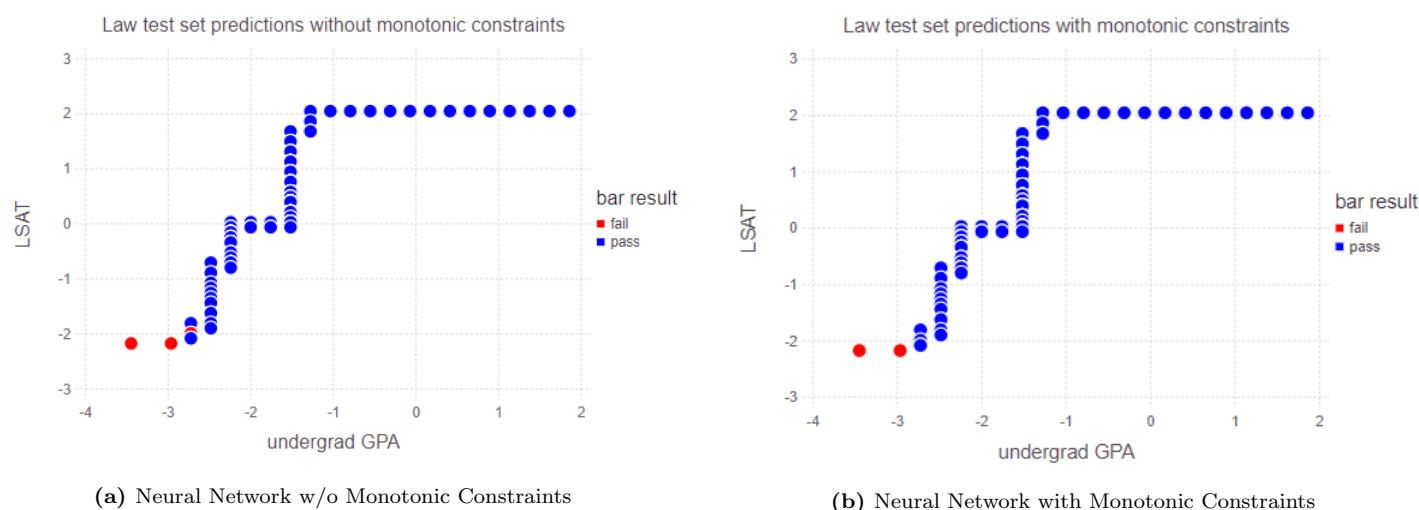 Law test set predictions without monotonic constraints
3
2
1
0
-1
-2
-3
LSAT
-4
-3
-2
-1
0
1
2
undergrad GPA
bar result
fail
pass
(a) Neural Network w/o Monotonic Constraints
Law test set predictions with monotonic constraints
3
2
1
0
-1
-2
-3
LSAT
-4
-3
-2
-1
0
1
2
undergrad GPA
bar result
fail
pass
(b) Neural Network with Monotonic Constraints